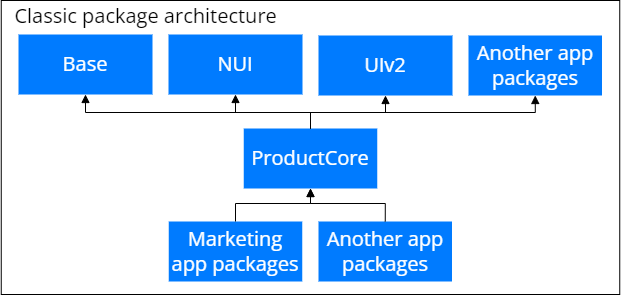 Classic package architecture
Base
NUI
UIv2
Another app
packages
ProductCore
Marketing
app packages
Another app
packages